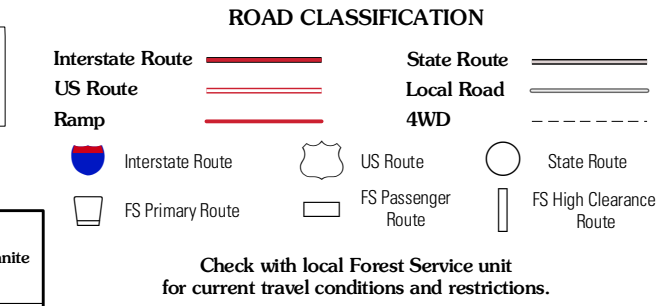 ROAD CLASSIFICATION
Interstate Route
State Route
US Route
Local Road
Ramp
4WD
Interstate Route
US Route
State Route
FS Primary Route
FS Passenger
Route
FS High Clearance
Route
Check with local Forest Service unit
for current travel conditions and restrictions.